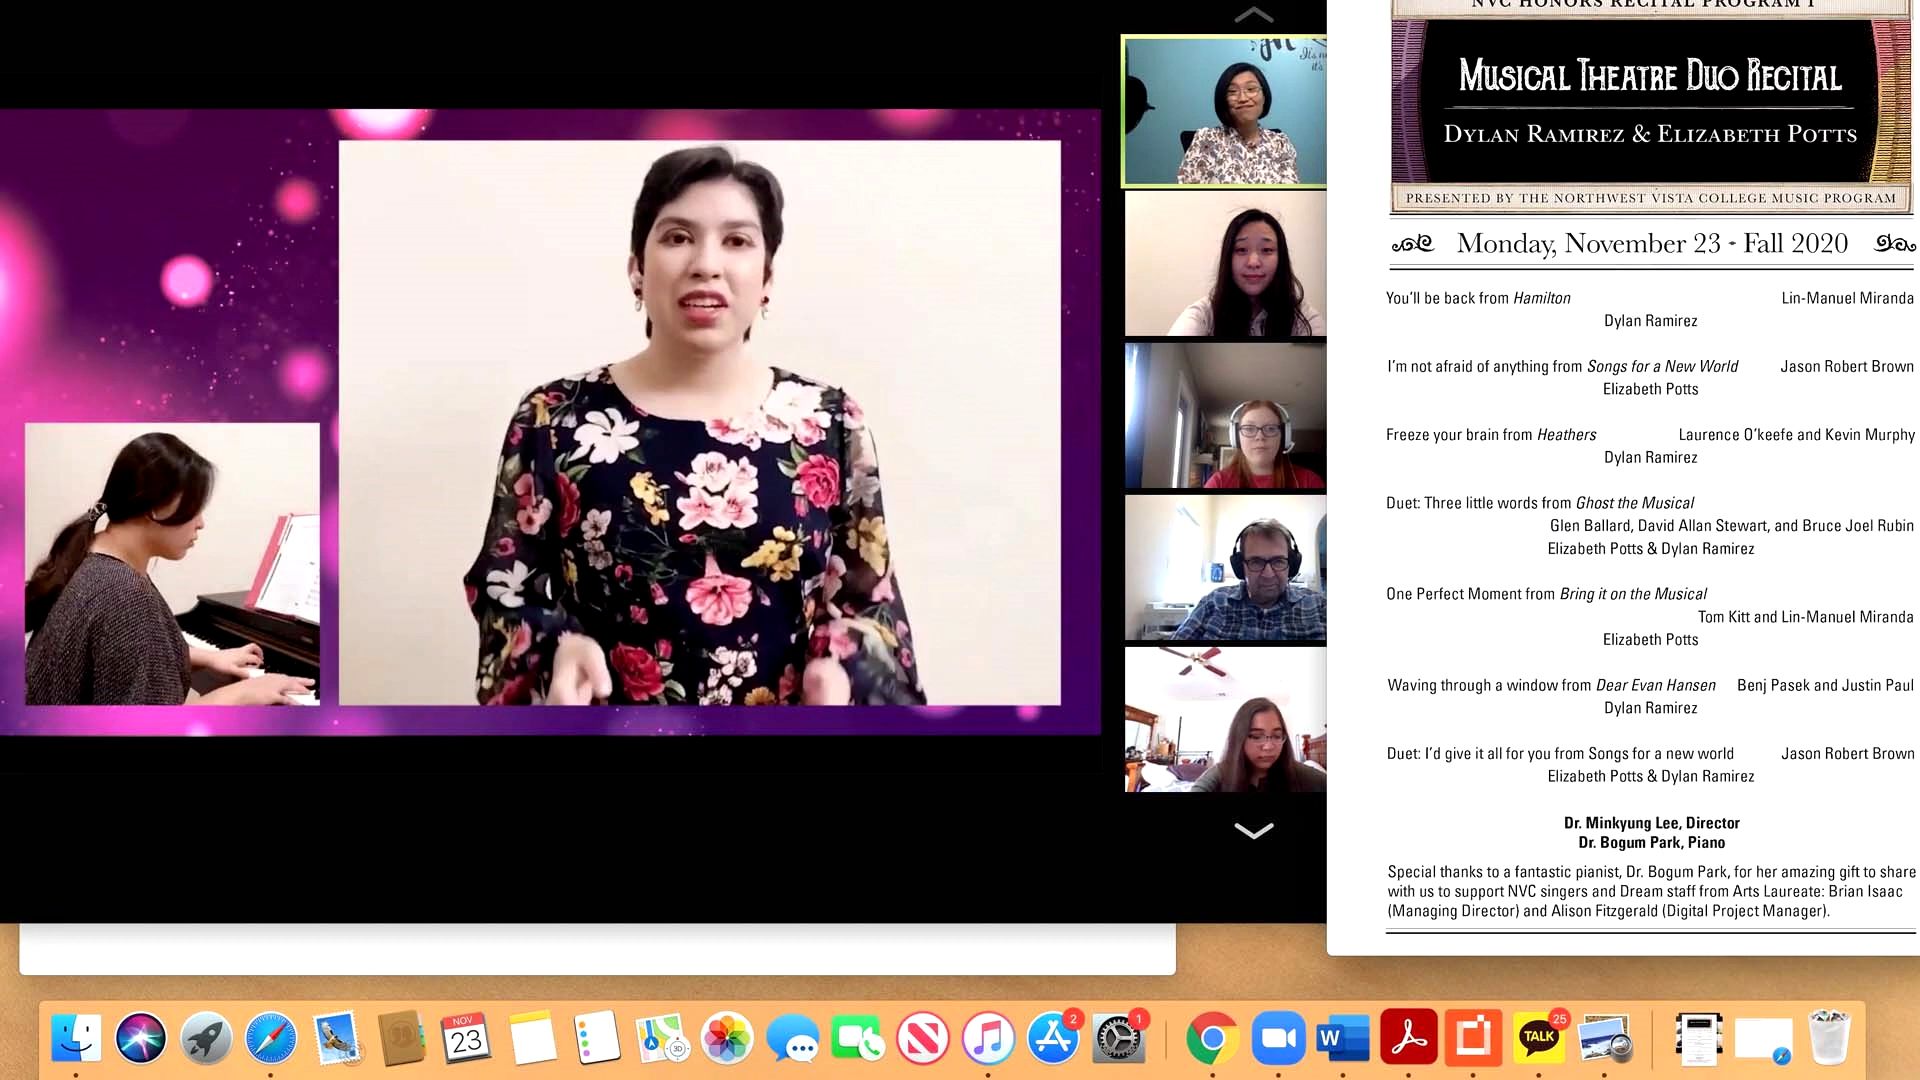 NVC HONORS RECITAL PROGRAM I
MUSICAL THEATRE DUO RECITAL
DYLAN RAMIREZ & ELIZABETH POTTS
PRESENTED BY THE NORTHWEST VISTA COLLEGE MUSIC PROGRAM
Monday, November 23 - Fall 2020
You'll be back from Hamilton Lin-Manuel Miranda
Dylan Ramirez
I'm not afraid of anything from Songs for a New World Jason Robert Brown
Elizabeth Potts
Freeze your brain from Heathers Laurence O'keefe and Kevin Murphy
Dylan Ramirez
Duet: Three little words from Ghost the Musical
Glen Ballard, David Allan Stewart, and Bruce Joel Rubin
Elizabeth Potts & Dylan Ramirez
One Perfect Moment from Bring it on the Musical
Tom Kitt and Lin-Manuel Miranda
Elizabeth Potts
Waving through a window from Dear Evan Hansen Benj Pasek and Justin Paul
Dylan Ramirez
Duet: I'd give it all for you from Songs for a new world Jason Robert Brown
Elizabeth Potts & Dylan Ramirez
Dr. Minkyung Lee, Director
Dr. Bogum Park, Piano
Special thanks to a fantastic pianist, Dr. Bogum Park, for her amazing gift to share
with us to support NVC singers and Dream staff from Arts Laureate: Brian Isaac
(Managing Director) and Alison Fitzgerald (Digital Project Manager).
It's n
it's
NOV
23
3D
2
1
W
TALK
25